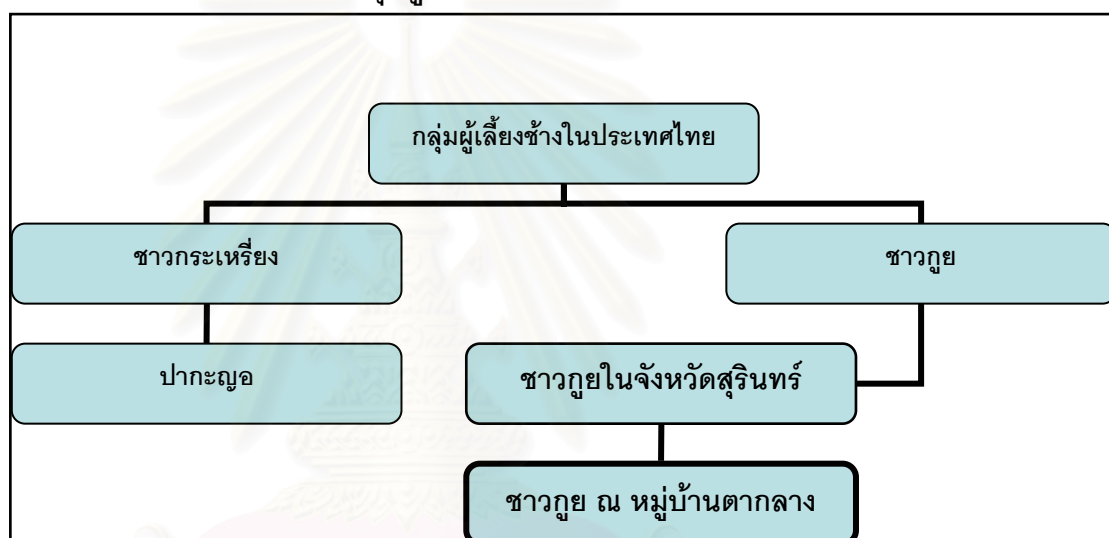 กลุ่มผู้เลี้ยงช้างในประเทศไทย
ชาวกระเหรี่ยง
ชาวกูย
ปากะญอ
ชาวกูยในจังหวัดสุรินทร์
ชาวกูย ณ หมู่บ้านตากลาง